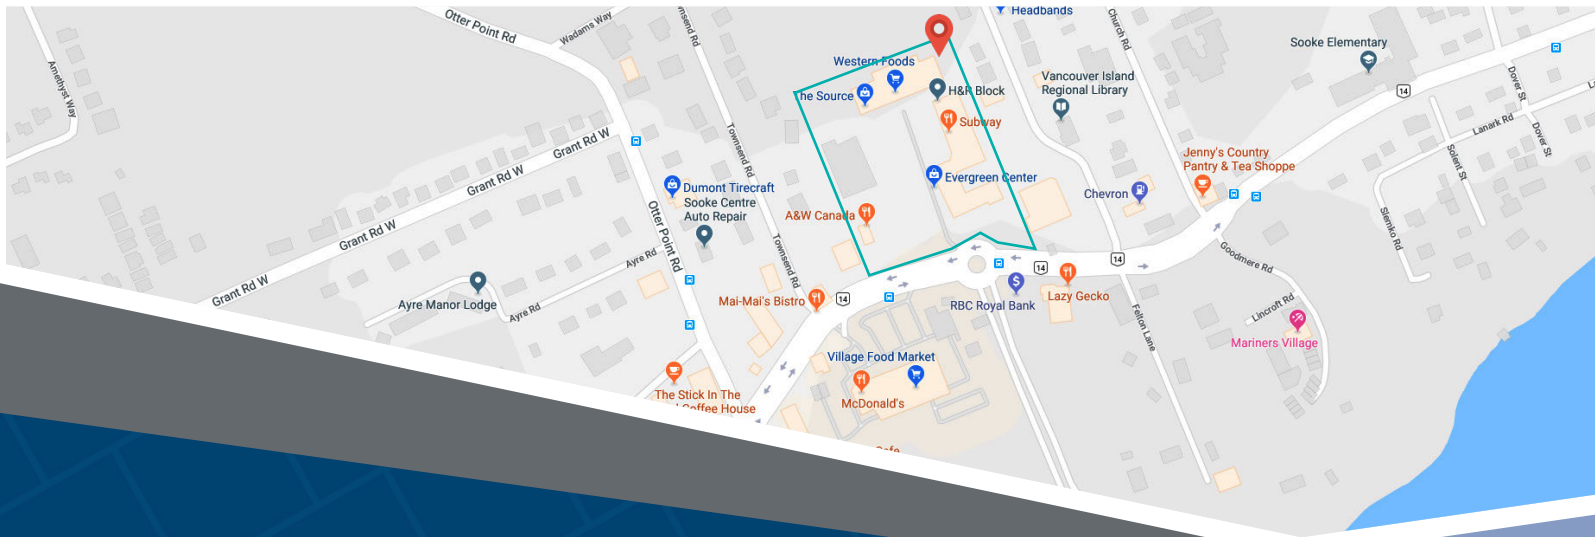 Headbands
Otter Point Rd
Wadams Way
Church Rd
Sooke Elementary
Western Foods
Amethyst Way
The Source
H&R Block
Vancouver Island
Regional Library
14
Dover St
Subway
Townsend Rd
Lanark Rd
Dover St
Grant Rd W
Solent St
Jenny's Country
Pantry & Tea Shoppe
Grant Rd W
Evergreen Center
Dumont Tirecraft
Sooke Centre
Auto Repair
Chevron
A&W Canada
Slemko Rd
Otter Point Rd
Grant Rd W
Townsend Rd
Ayre Rd
14
14
Goodmere Rd
Grant Rd W
Ayre Manor Lodge
Ayre Rd
Mai-Mai's Bistro
14
RBC Royal Bank
Lazy Gecko
Lincroft Rd
Felton Lane
Mariners Village
Village Food Market
The Stick In The
Coffee House
McDonald's